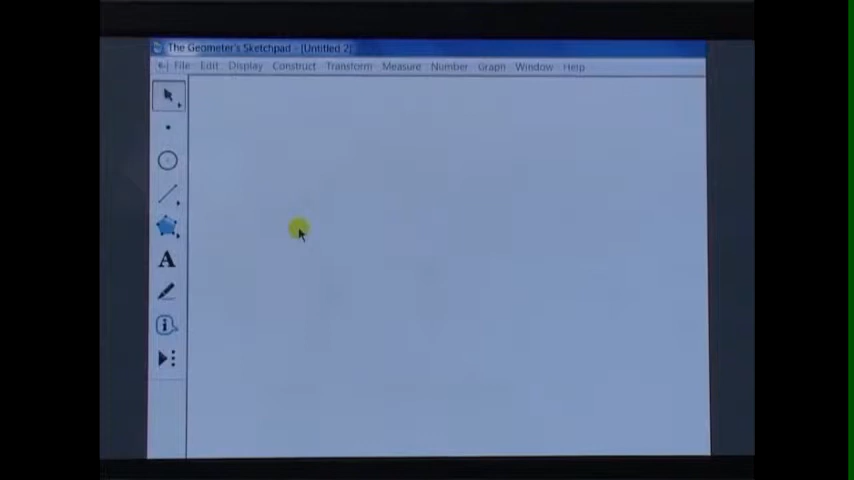 The Geometer's Sketchpad - [Untitled 2]
File Edit Display Construct Transform Measure Number Graph Window Help
A
i